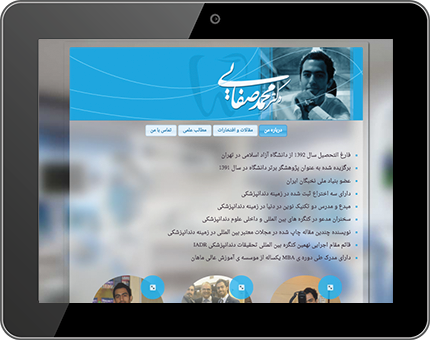 دکتر محمد صفایی
درباره من
مقالات و افتخارات
مطالب علمی
تماس با من
فارغ التحصیل سال 1392 از دانشگاه آزاد اسلامی در تهران
برگزیده شده به عنوان پژوهشگر برتر دانشگاه در سال 1391
عضو بنیاد ملی نخبگان ایران
دارای سه اختراع ثبت شده در زمینه دندانپزشکی
مبدع و مدرس دو تکنیک نوین در دنیا در زمینه دندانپزشکی
سخنران مدعو در کنگره های بین المللی و داخلی علوم دندانپزشکی
نویسنده چندین مقاله چاپ شده در مجلات معتبر بین المللی در زمینه دندانپزشکی
قائم مقام اجرایی نهمین کنگره بین المللی تحقیقات دندانپزشکی IADR
دارای مدرک طی دوره ی MBA یکساله از موسسه ی آموزش عالی ماهان